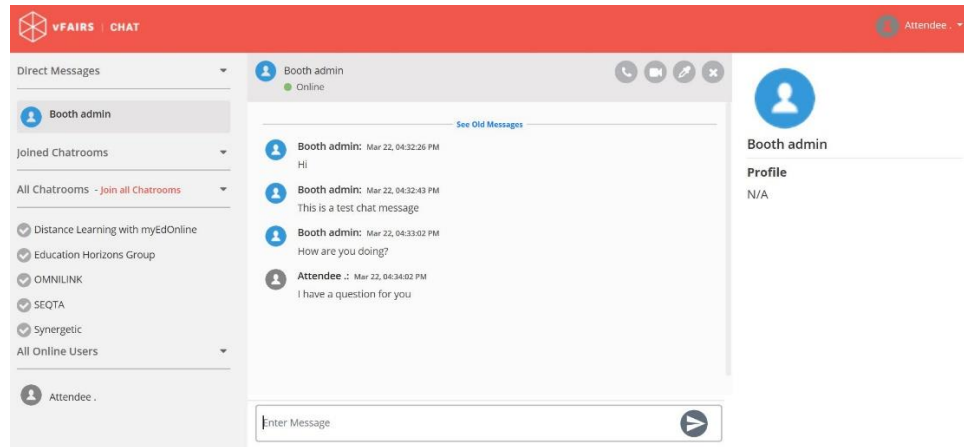 vFAIRS | CHAT
Attendee .
Direct Messages
Booth admin
Joined Chatrooms
All Chatrooms - Join all Chatrooms
Distance Learning with myEdOnline
Education Horizons Group
OMNILINK
SEQTA
Synergetic
All Online Users
Attendee .
Booth admin
Online
See Old Messages
Booth admin: Mar 22, 04:32:26 PM
Hi
Booth admin: Mar 22, 04:32:43 PM
This is a test chat message
Booth admin: Mar 22, 04:33:02 PM
How are you doing?
Attendee .: Mar 22, 04:34:02 PM
I have a question for you
Enter Message
Booth admin
Profile
N/A